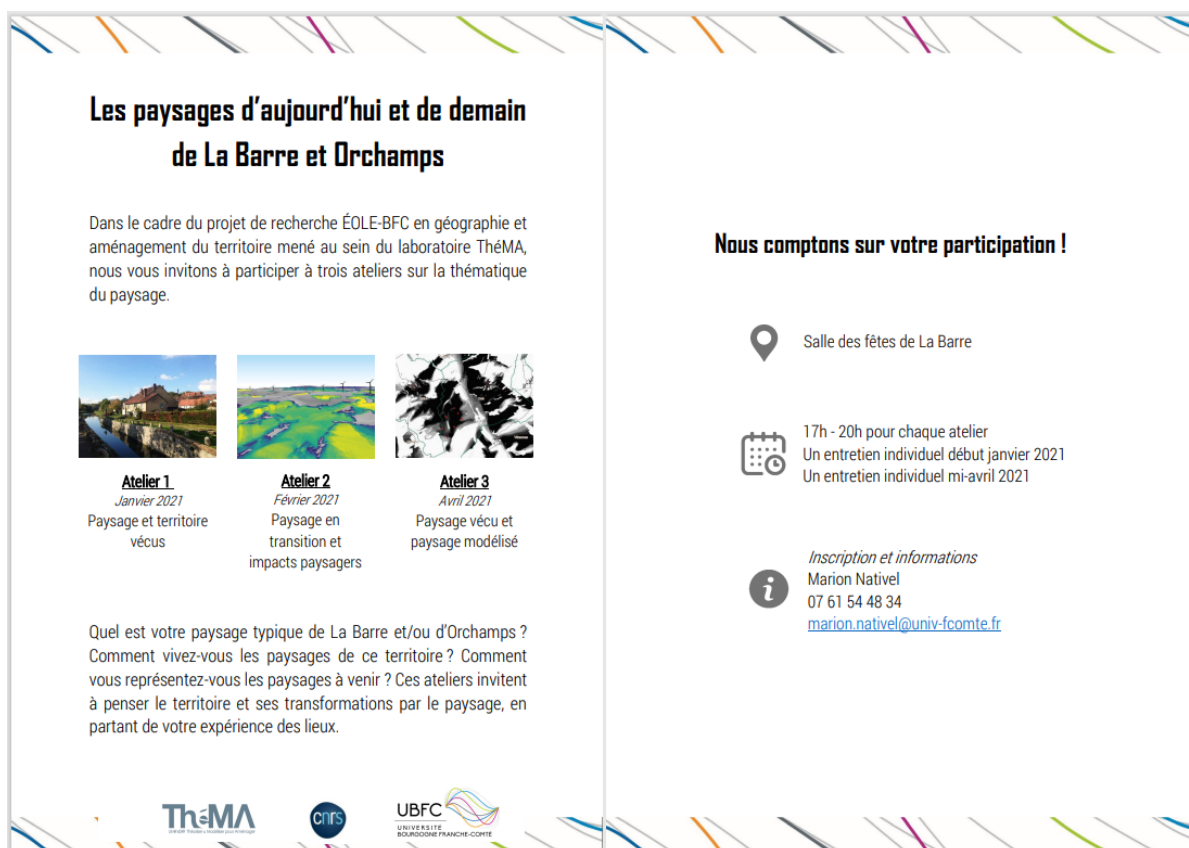 Les paysages d'aujourd'hui et de demain
de La Barre et Orchamps
Dans le cadre du projet de recherche ÉOLE-BFC en géographie et
aménagement du territoire mené au sein du laboratoire ThéMA,
nous vous invitons à participer à trois ateliers sur la thématique
du paysage.
Atelier 1
Janvier 2021
Paysage et territoire
vécus
Atelier 2
Février 2021
Paysage en
transition et
impacts paysagers
Atelier 3
Avril 2021
Paysage vécu et
paysage modélisé
Quel est votre paysage typique de La Barre et/ou d'Orchamps ?
Comment vivez-vous les paysages de ce territoire ? Comment
vous représentez-vous les paysages à venir ? Ces ateliers invitent
à penser le territoire et ses transformations par le paysage, en
partant de votre expérience des lieux.
ThéMA
cnrs
UBFC
UNIVERSITÉ
BOURGOGNE FRANCHE-COMTÉ
Nous comptons sur votre participation !
Salle des fêtes de La Barre
17h - 20h pour chaque atelier
Un entretien individuel début janvier 2021
Un entretien individuel mi-avril 2021
Inscription et informations
Marion Nativel
07 61 54 48 34
marion.nativel@univ-fcomte.fr